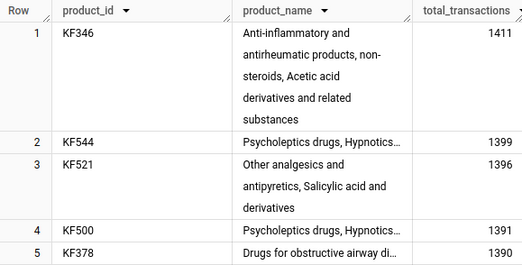 Row product_id product_name total_transactions
1 KF346 Anti-inflammatory and 1411
antirheumatic products, non-
steroids, Acetic acid
derivatives and related
substances
2 KF544 Psycholeptics drugs, Hypnotics... 1399
3 KF521 Other analgesics and 1396
antipyretics, Salicylic acid and
derivatives
4 KF500 Psycholeptics drugs, Hypnotics... 1391
5 KF378 Drugs for obstructive airway di... 1390